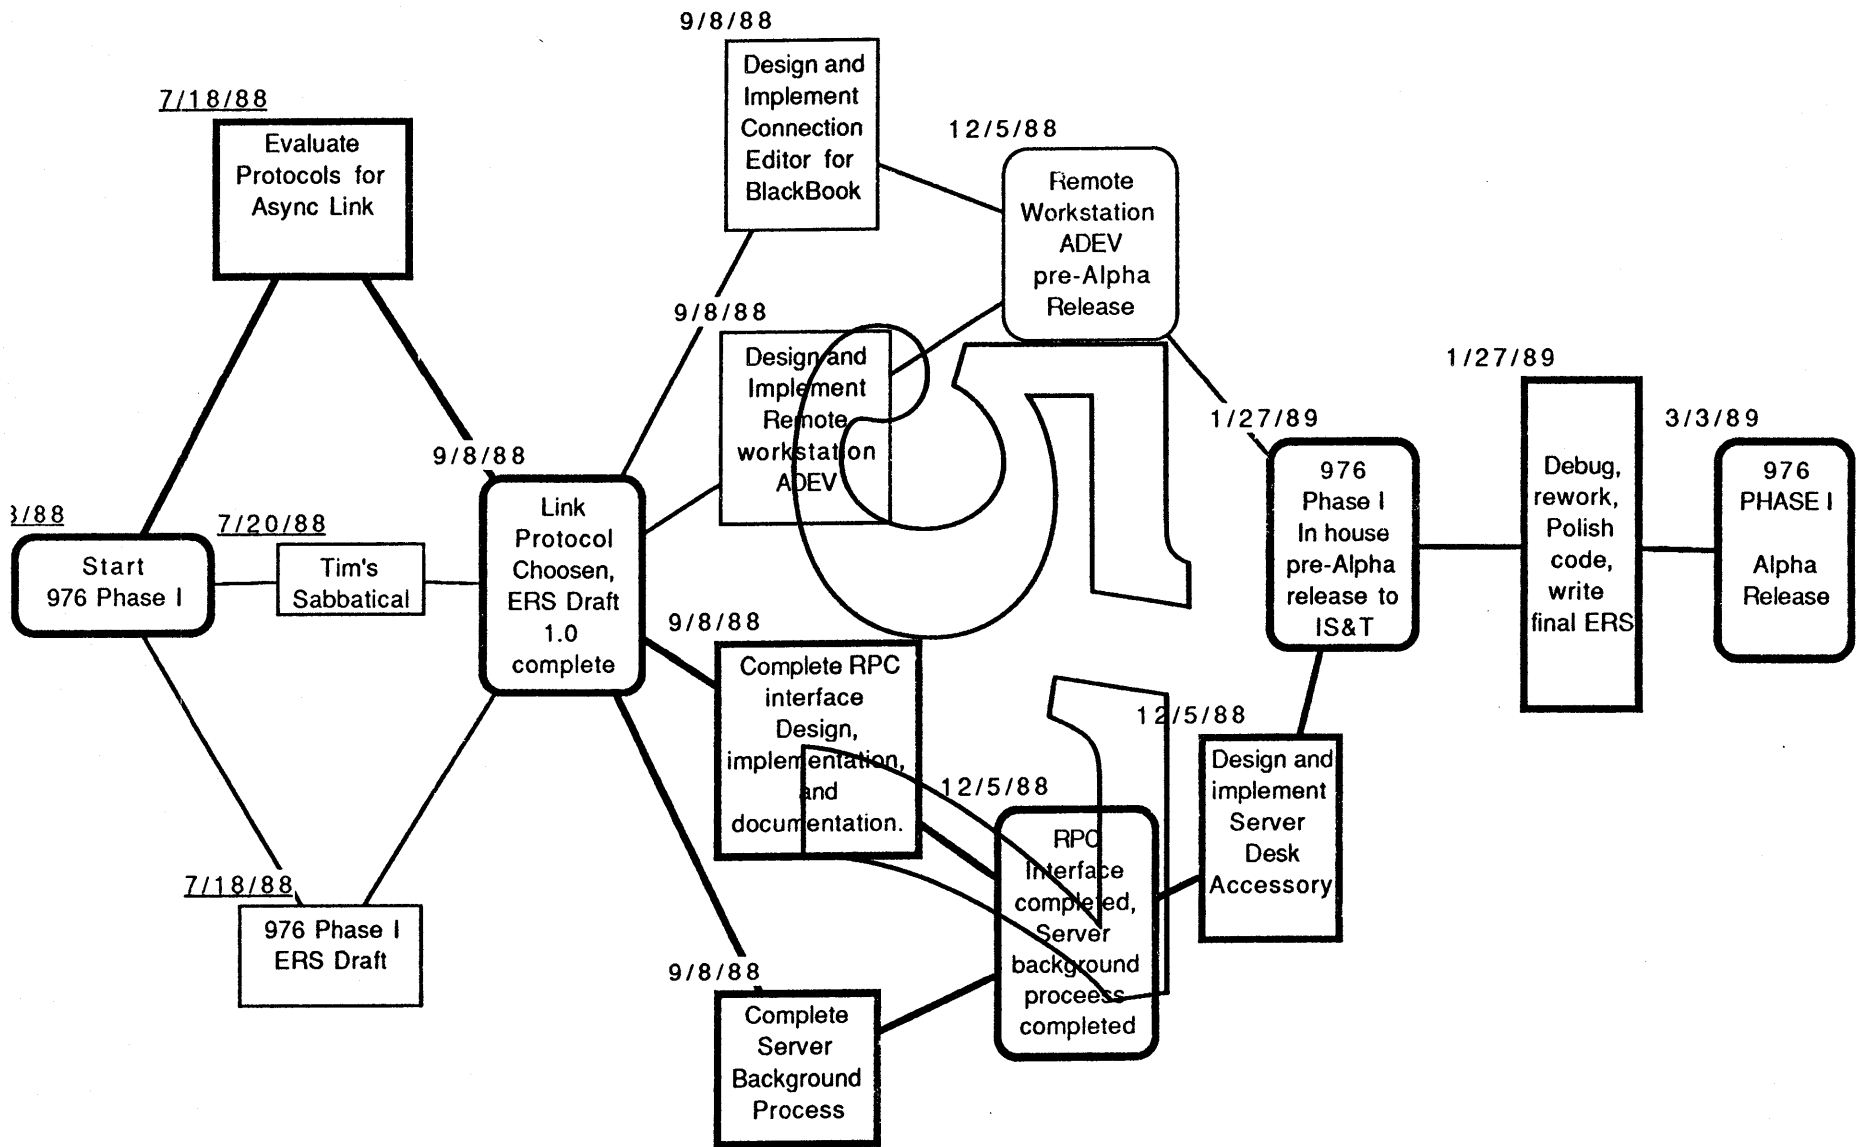 9/8/88
Design and
Implement
Connection
Editor for
BlackBook
7/18/88
Evaluate
Protocols for
Async Link
12/5/88
Remote
Workstation
ADEV
pre-Alpha
Release
9/8/88
Design and
Implement
Remote
workstation
ADEV
1/27/89
Debug,
rework,
Polish
code,
write
final ERS
1/27/89
976
Phase I
In house
pre-Alpha
release to
IS&T
3/3/89
976
PHASE I
Alpha
Release
9/8/88
Link
Protocol
Choosen,
ERS Draft
1.0
complete
/88
Start
976 Phase I
7/20/88
Tim's
Sabbatical
9/8/88
Complete RPC
interface
Design,
implementation,
and
documentation.
12/5/88
Design and
implement
Server
Desk
Accessory
12/5/88
RPC
Interface
completed,
Server
background
proceess
completed
7/18/88
976 Phase I
ERS Draft
9/8/88
Complete
Server
Background
Process